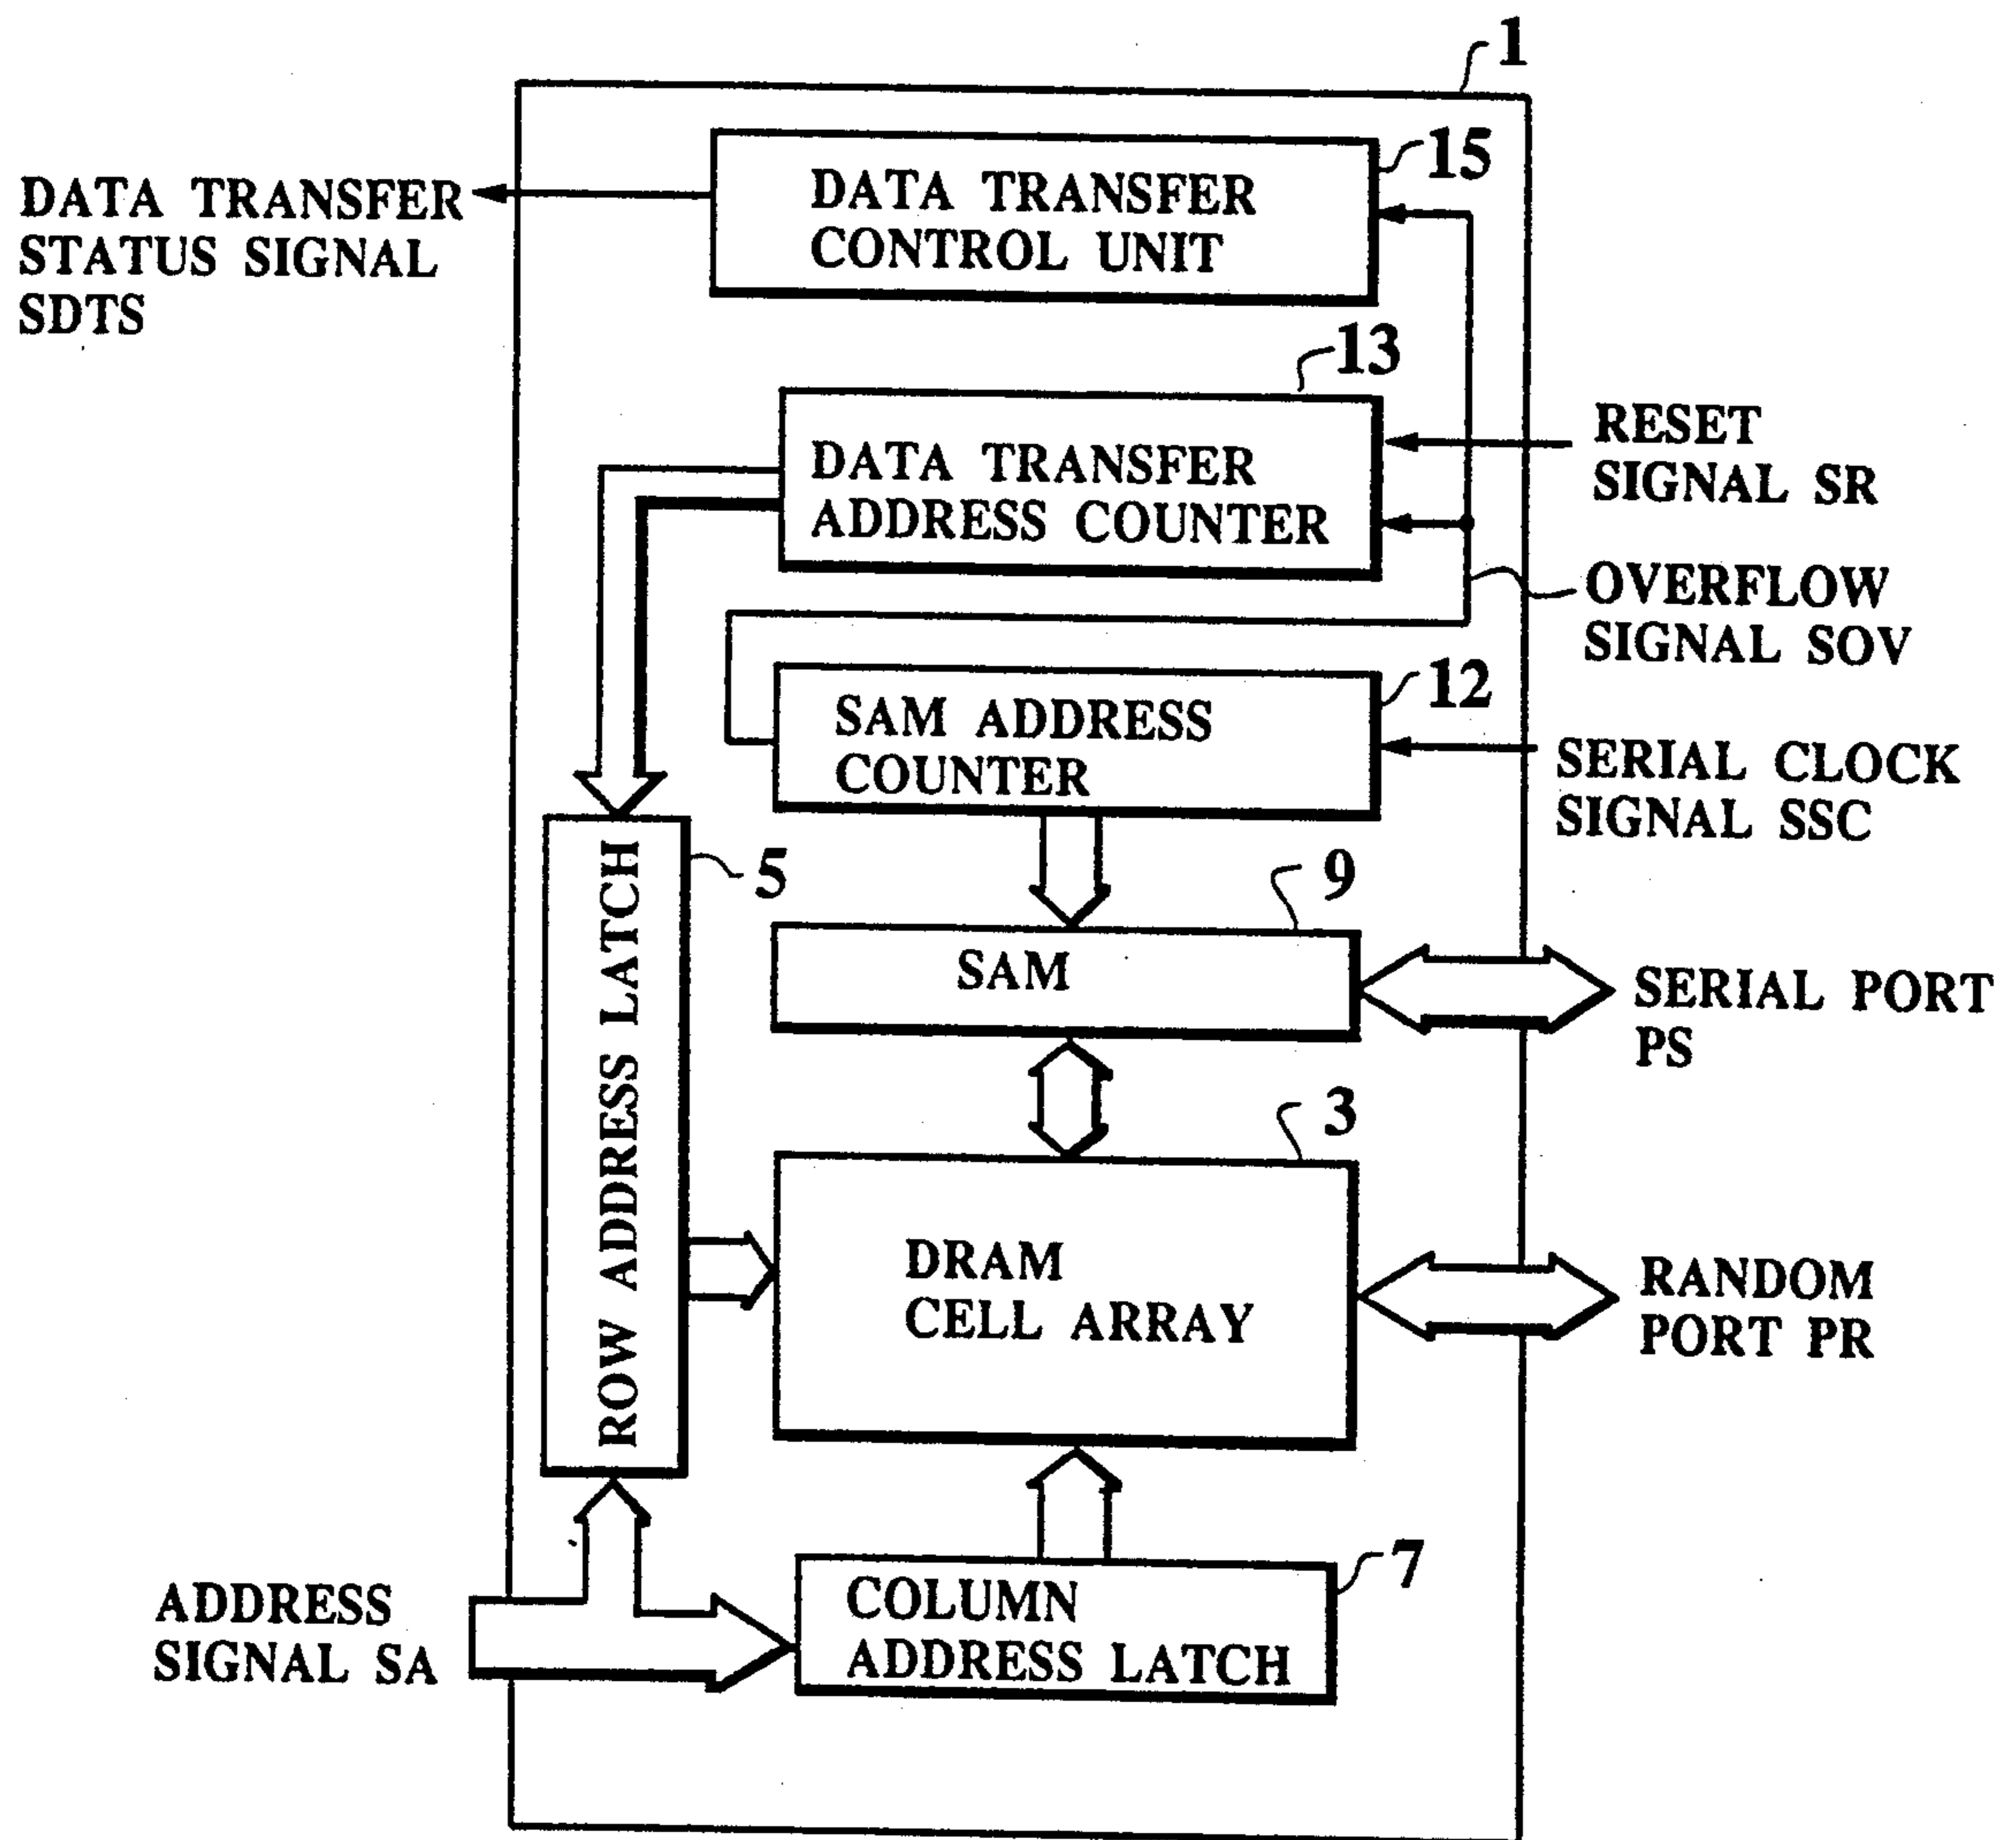 1
15
DATA TRANSFER
CONTROL UNIT
DATA TRANSFER
STATUS SIGNAL
SDTS
13
DATA TRANSFER
ADDRESS COUNTER
RESET
SIGNAL SR
OVERFLOW
SIGNAL SOV
12
SAM ADDRESS
COUNTER
SERIAL CLOCK
SIGNAL SSC
5
ROW ADDRESS LATCH
9
SAM
SERIAL PORT
PS
3
DRAM
CELL ARRAY
RANDOM
PORT PR
7
COLUMN
ADDRESS LATCH
ADDRESS
SIGNAL SA